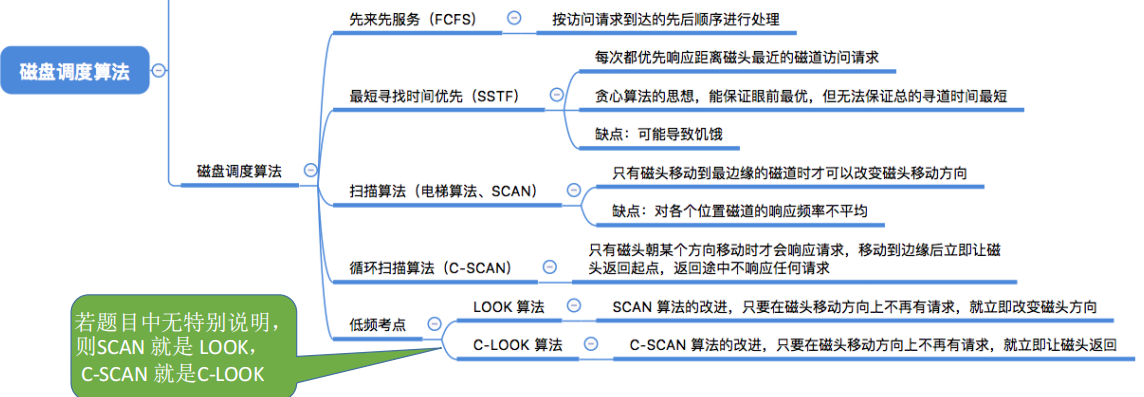 磁盘调度算法
磁盘调度算法
先来先服务（FCFS）
按访问请求到达的先后顺序进行处理
最短寻找时间优先（SSTF）
每次都优先响应距离磁头最近的磁道访问请求
贪心算法的思想，能保证眼前最优，但无法保证总的寻道时间最短
缺点：可能导致饥饿
扫描算法（电梯算法、SCAN）
只有磁头移动到最边缘的磁道时才可以改变磁头移动方向
缺点：对各个位置磁道的响应频率不平均
循环扫描算法（C-SCAN）
只有磁头朝某个方向移动时才会响应请求，移动到边缘后立即让磁
头返回起点，返回途中不响应任何请求
低频考点
LOOK 算法
SCAN 算法的改进，只要在磁头移动方向上不再有请求，就立即改变磁头方向
C-LOOK 算法
C-SCAN 算法的改进，只要在磁头移动方向上不再有请求，就立即让磁头返回
若题目中无特别说明，
则SCAN 就是 LOOK，
C-SCAN 就是C-LOOK